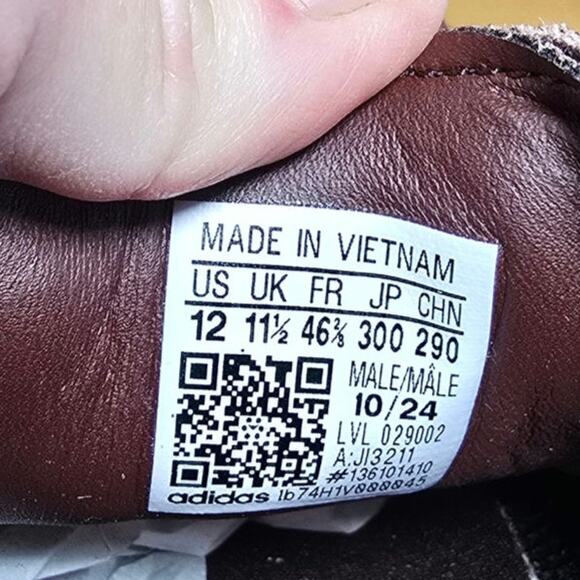 MADE IN VIETNAM
US UK FR JP CHN
12 11½ 46⅔ 300 290
MALE/MÂLE
10/24
LVL 029002
A:JI3211
#136101410
adidas 1b74H1V000045